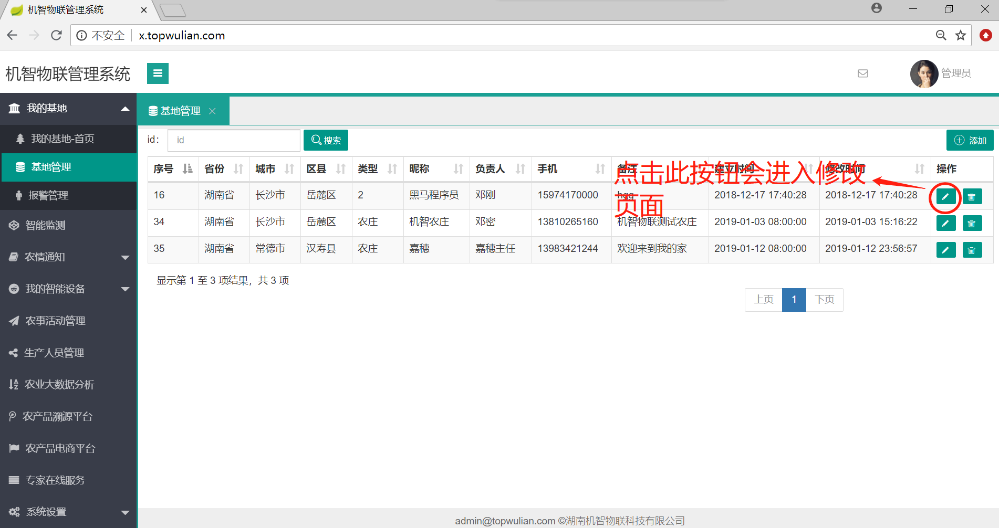 机智物联管理系统
不安全 x.topwulian.com
机智物联管理系统
管理员
我的基地
我的基地-首页
基地管理
报警管理
智能监测
农情通知
我的智能设备
农事活动管理
生产人员管理
农业大数据分析
农产品溯源平台
农产品电商平台
专家在线服务
系统设置
基地管理
id： id 搜索 添加
序号 省份 城市 区县 类型 昵称 负责人 手机 备注 建立时间 修改时间 操作
点击此按钮会进入修改
页面
16 湖南省 长沙市 岳麓区 2 黑马程序员 邓刚 15974170000 hgg 2018-12-17 17:40:28 2018-12-17 17:40:28
34 湖南省 长沙市 岳麓区 农庄 机智农庄 邓密 13810265160 机智物联测试农庄 2019-01-03 08:00:00 2019-01-03 15:16:22
35 湖南省 常德市 汉寿县 农庄 嘉穗 嘉穗主任 13983421244 欢迎来到我的家 2019-01-12 08:00:00 2019-01-12 23:56:57
显示第 1 至 3 项结果，共 3 项
上页 1 下页
admin@topwulian.com ©湖南机智物联科技有限公司